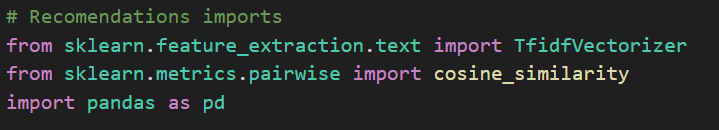 # Recomendations imports
from sklearn.feature_extraction.text import TfidfVectorizer
from sklearn.metrics.pairwise import cosine_similarity
import pandas as pd